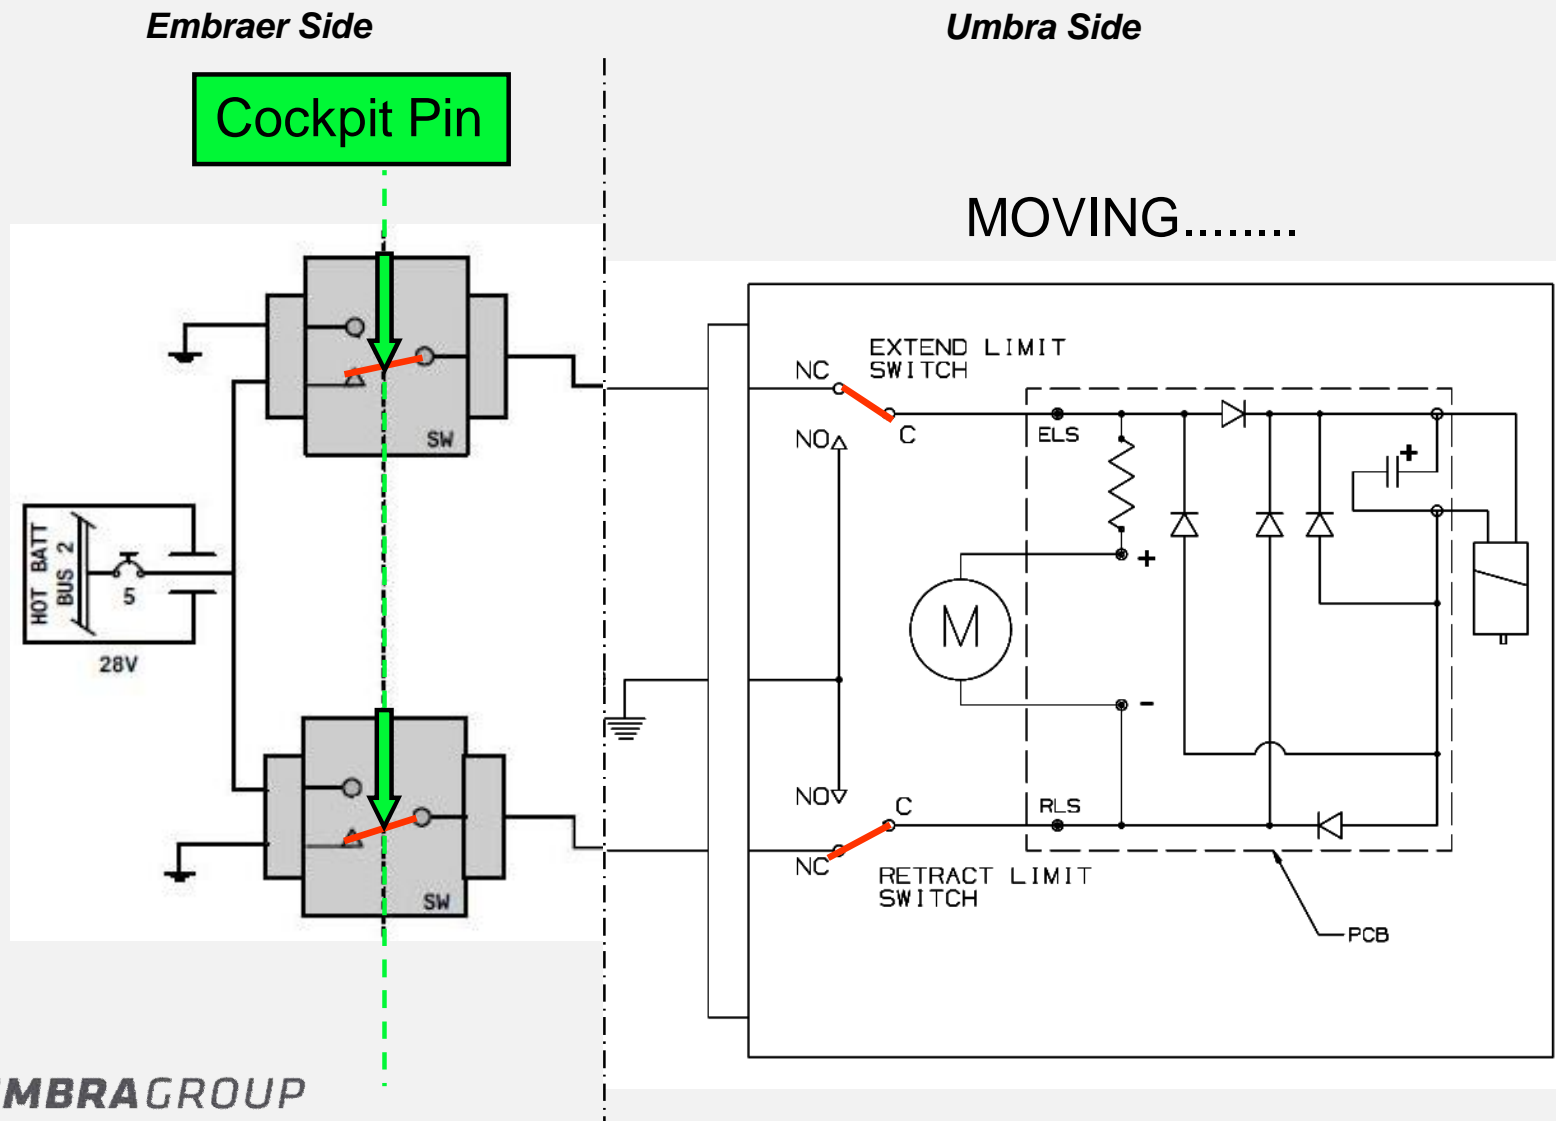 Embraer Side
Umbra Side
Cockpit Pin
MOVING........
EXTEND LIMIT
SWITCH
NC
C
NO
ELS
SW
+
+
HOT BATT
BUS 2
5
28V
M
-
NO
C
RLS
NC
RETRACT LIMIT
SWITCH
SW
PCB
MBRAGROUP